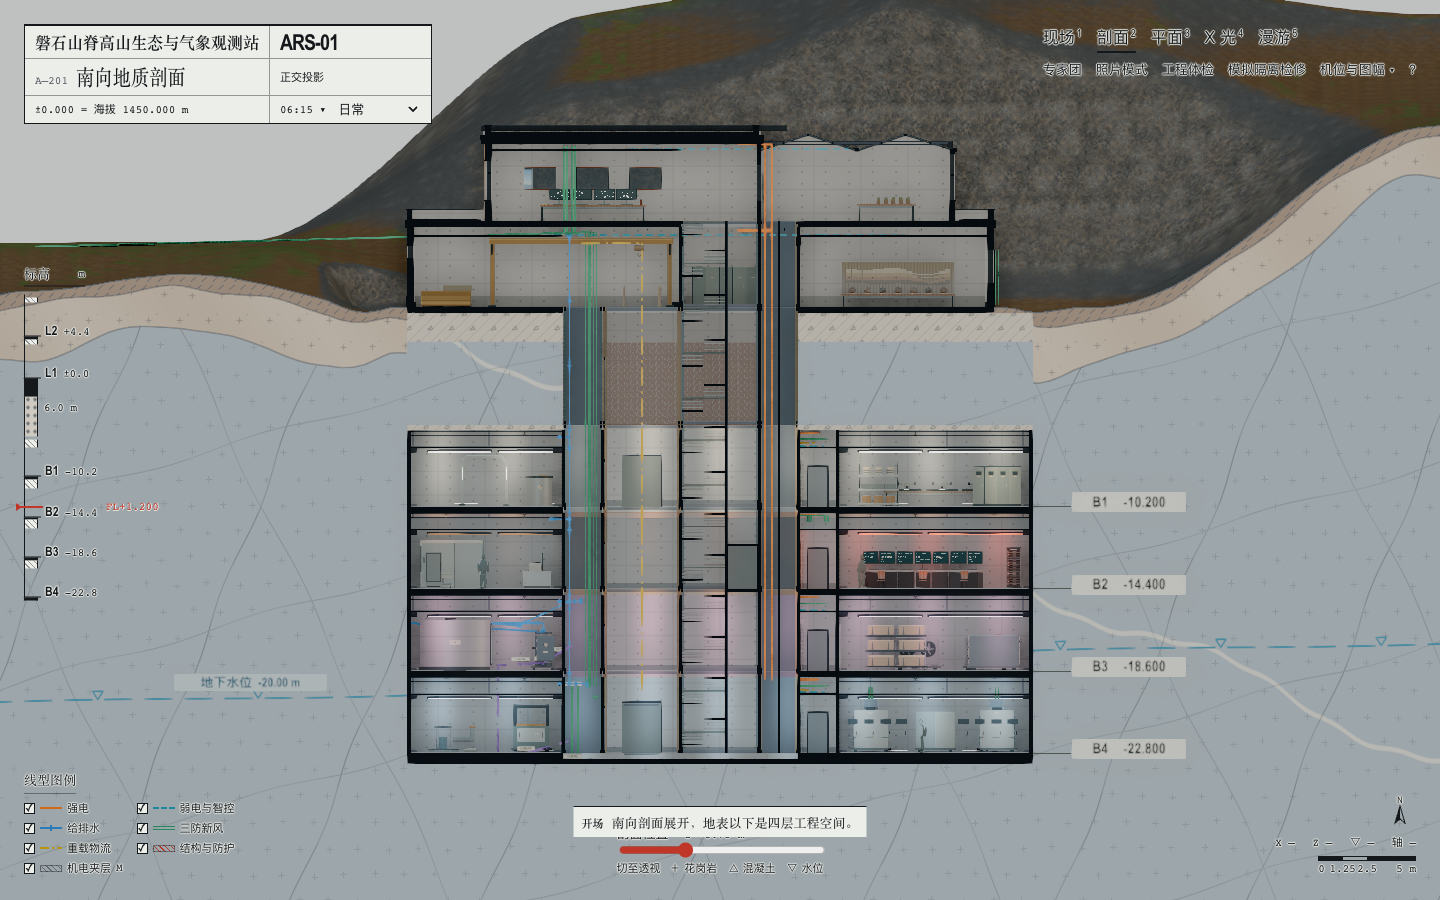 磐石山脊高山生态与气象观测站 ARS-01
A—201 南向地质剖面 正交投影
±0.000 = 海拔 1450.000 m 06:15 ▾ 日常
现场1 剖面2 平面3 X 光4 漫游5
专家团 照片模式 工程体检 模拟隔离检修 机位与图幅 ▾ ?
标高 m
L2 +4.4
L1 ±0.0
6.0 m
B1 −10.2
FL+1.200
B2 −14.4
B3 −18.6
B4 −22.8
B1 -10.200
B2 -14.400
B3 -18.600
B4 -22.800
地下水位 -20.00 m
线型图例
强电 弱电与智控
给排水 三防新风
重载物流 结构与防护
机电夹层 M
开场 南向剖面展开，地表以下是四层工程空间。
切至透视 + 花岗岩 △ 混凝土 ▽ 水位
N
X — Z — ▽ — 轴 —
0 1.25 2.5 5 m